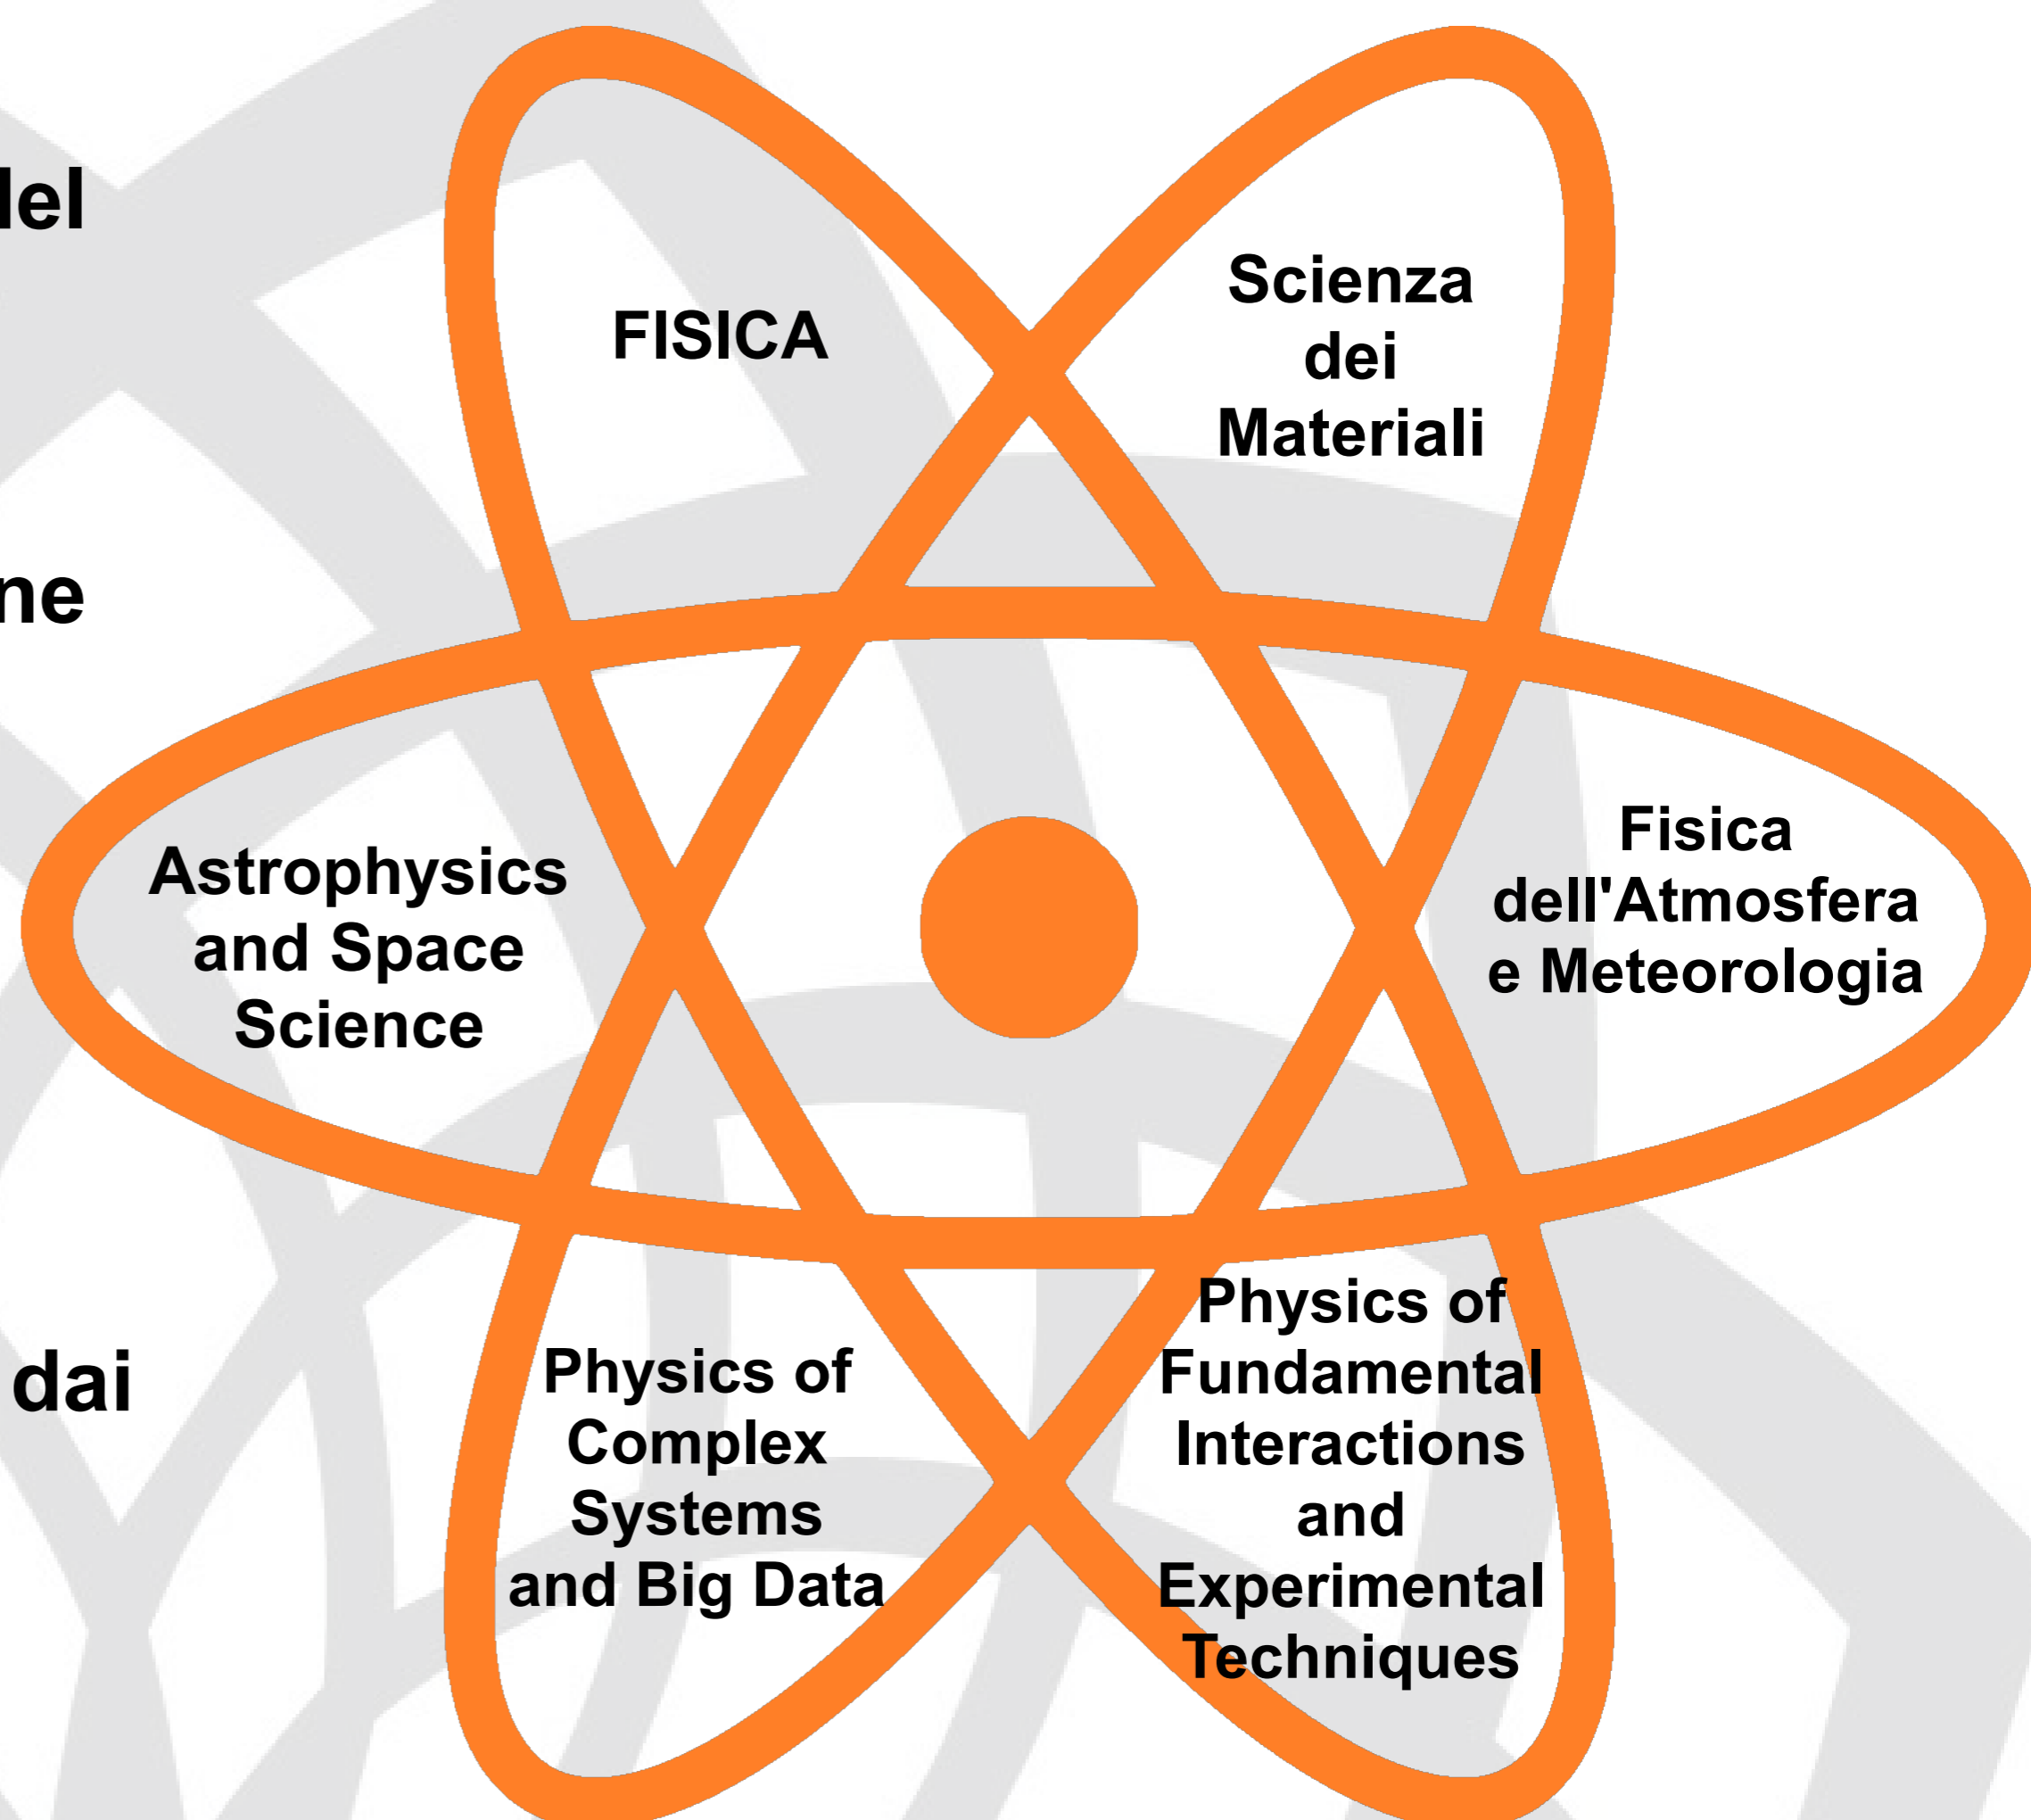 del
ne
dai
FISICA
Scienza
dei
Materiali
Astrophysics
and Space
Science
Fisica
dell'Atmosfera
e Meteorologia
Physics of
Complex
Systems
and Big Data
Physics of
Fundamental
Interactions
and
Experimental
Techniques